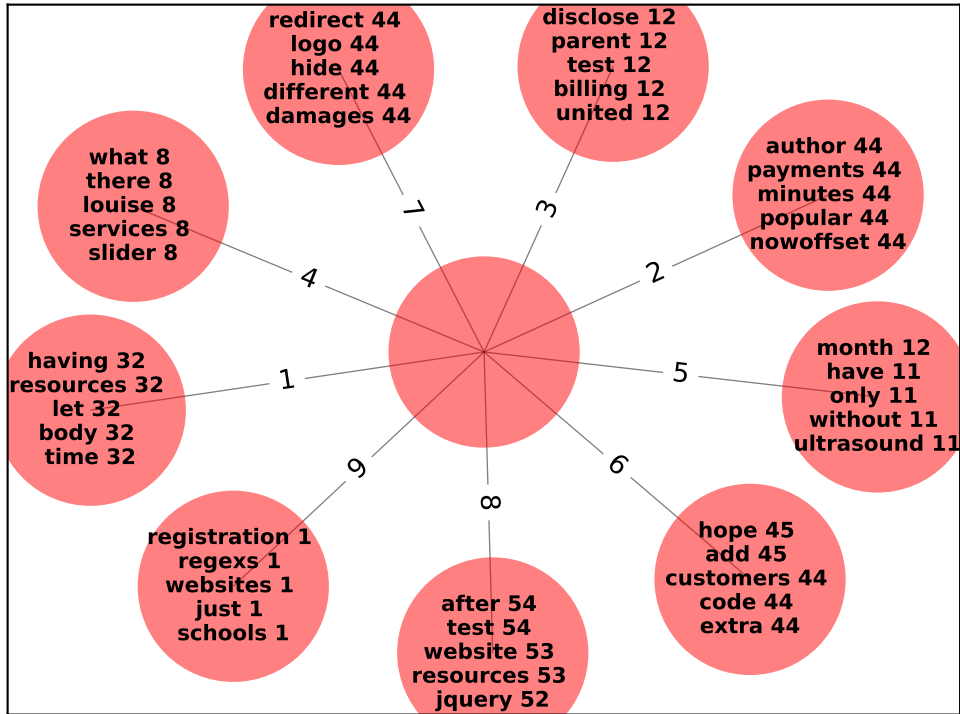 redirect 44
logo 44
hide 44
different 44
damages 44
disclose 12
parent 12
test 12
billing 12
united 12
author 44
payments 44
minutes 44
popular 44
nowoffset 44
what 8
there 8
louise 8
services 8
slider 8
7
3
2
4
having 32
resources 32
let 32
body 32
time 32
1
5
month 12
have 11
only 11
without 11
ultrasound 11
9
6
8
registration 1
regexs 1
websites 1
just 1
schools 1
after 54
test 54
website 53
resources 53
jquery 52
hope 45
add 45
customers 44
code 44
extra 44